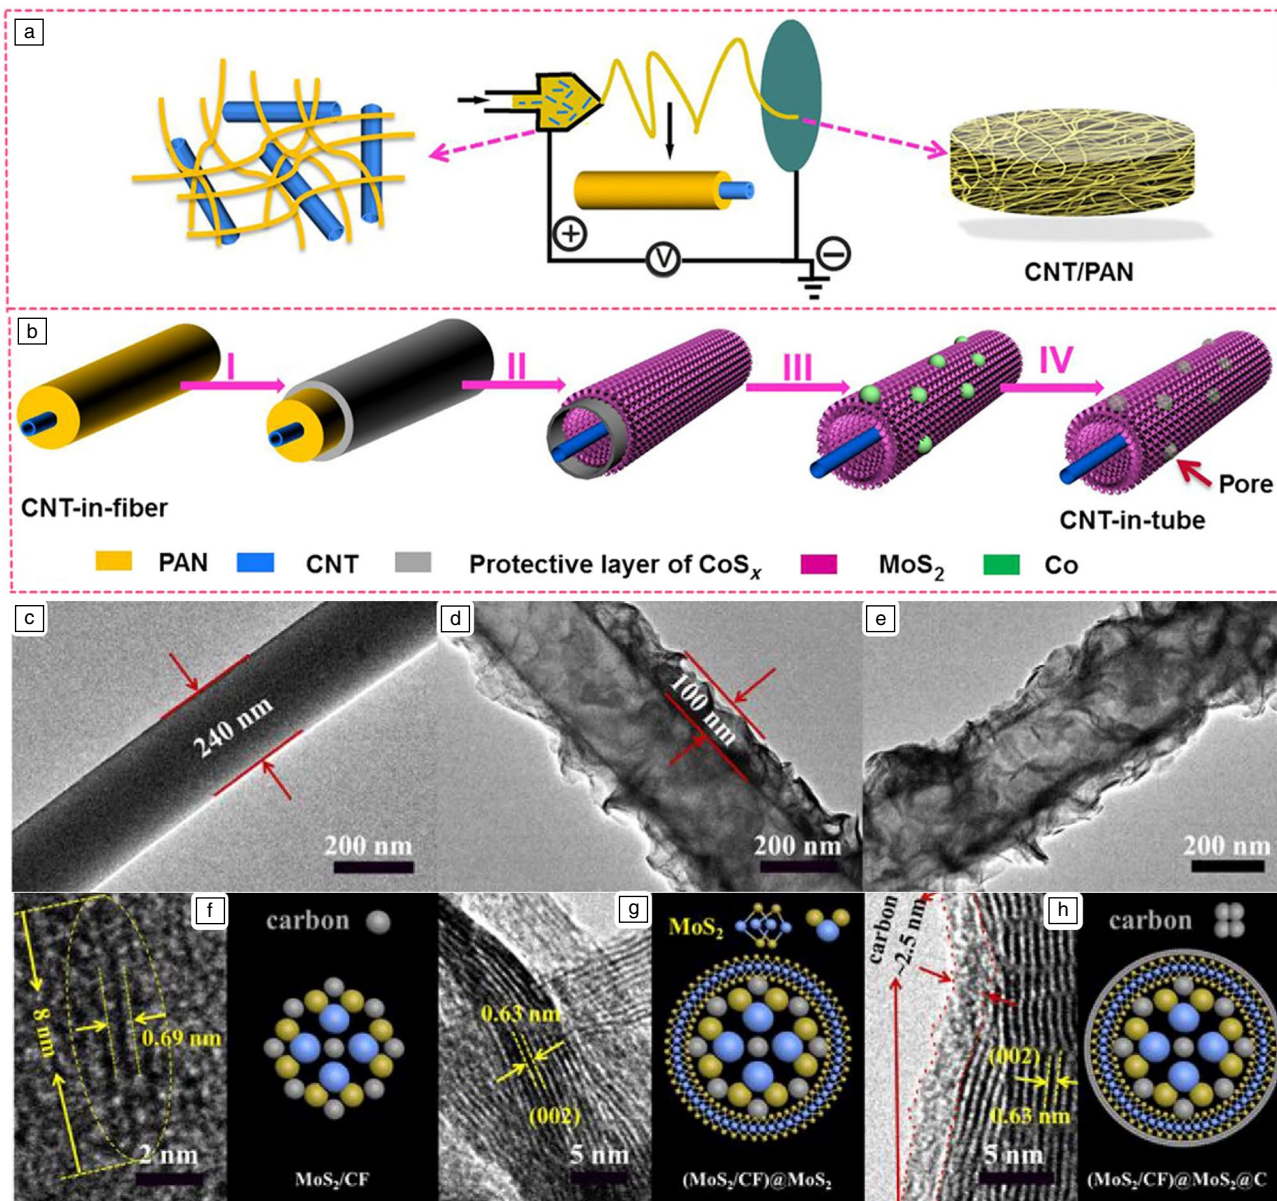 a
V
CNT/PAN
b
I
II
III
IV
Pore
CNT-in-fiber
CNT-in-tube
PAN
CNT
Protective layer of CoSₓ
MoS₂
Co
c
240 nm
200 nm
d
100 nm
200 nm
e
200 nm
f
8 nm
0.69 nm
2 nm
carbon
MoS₂/CF
g
0.63 nm
(002)
5 nm
MoS₂
(MoS₂/CF)@MoS₂
h
carbon
~2.5 nm
(002)
0.63 nm
5 nm
carbon
(MoS₂/CF)@MoS₂@C